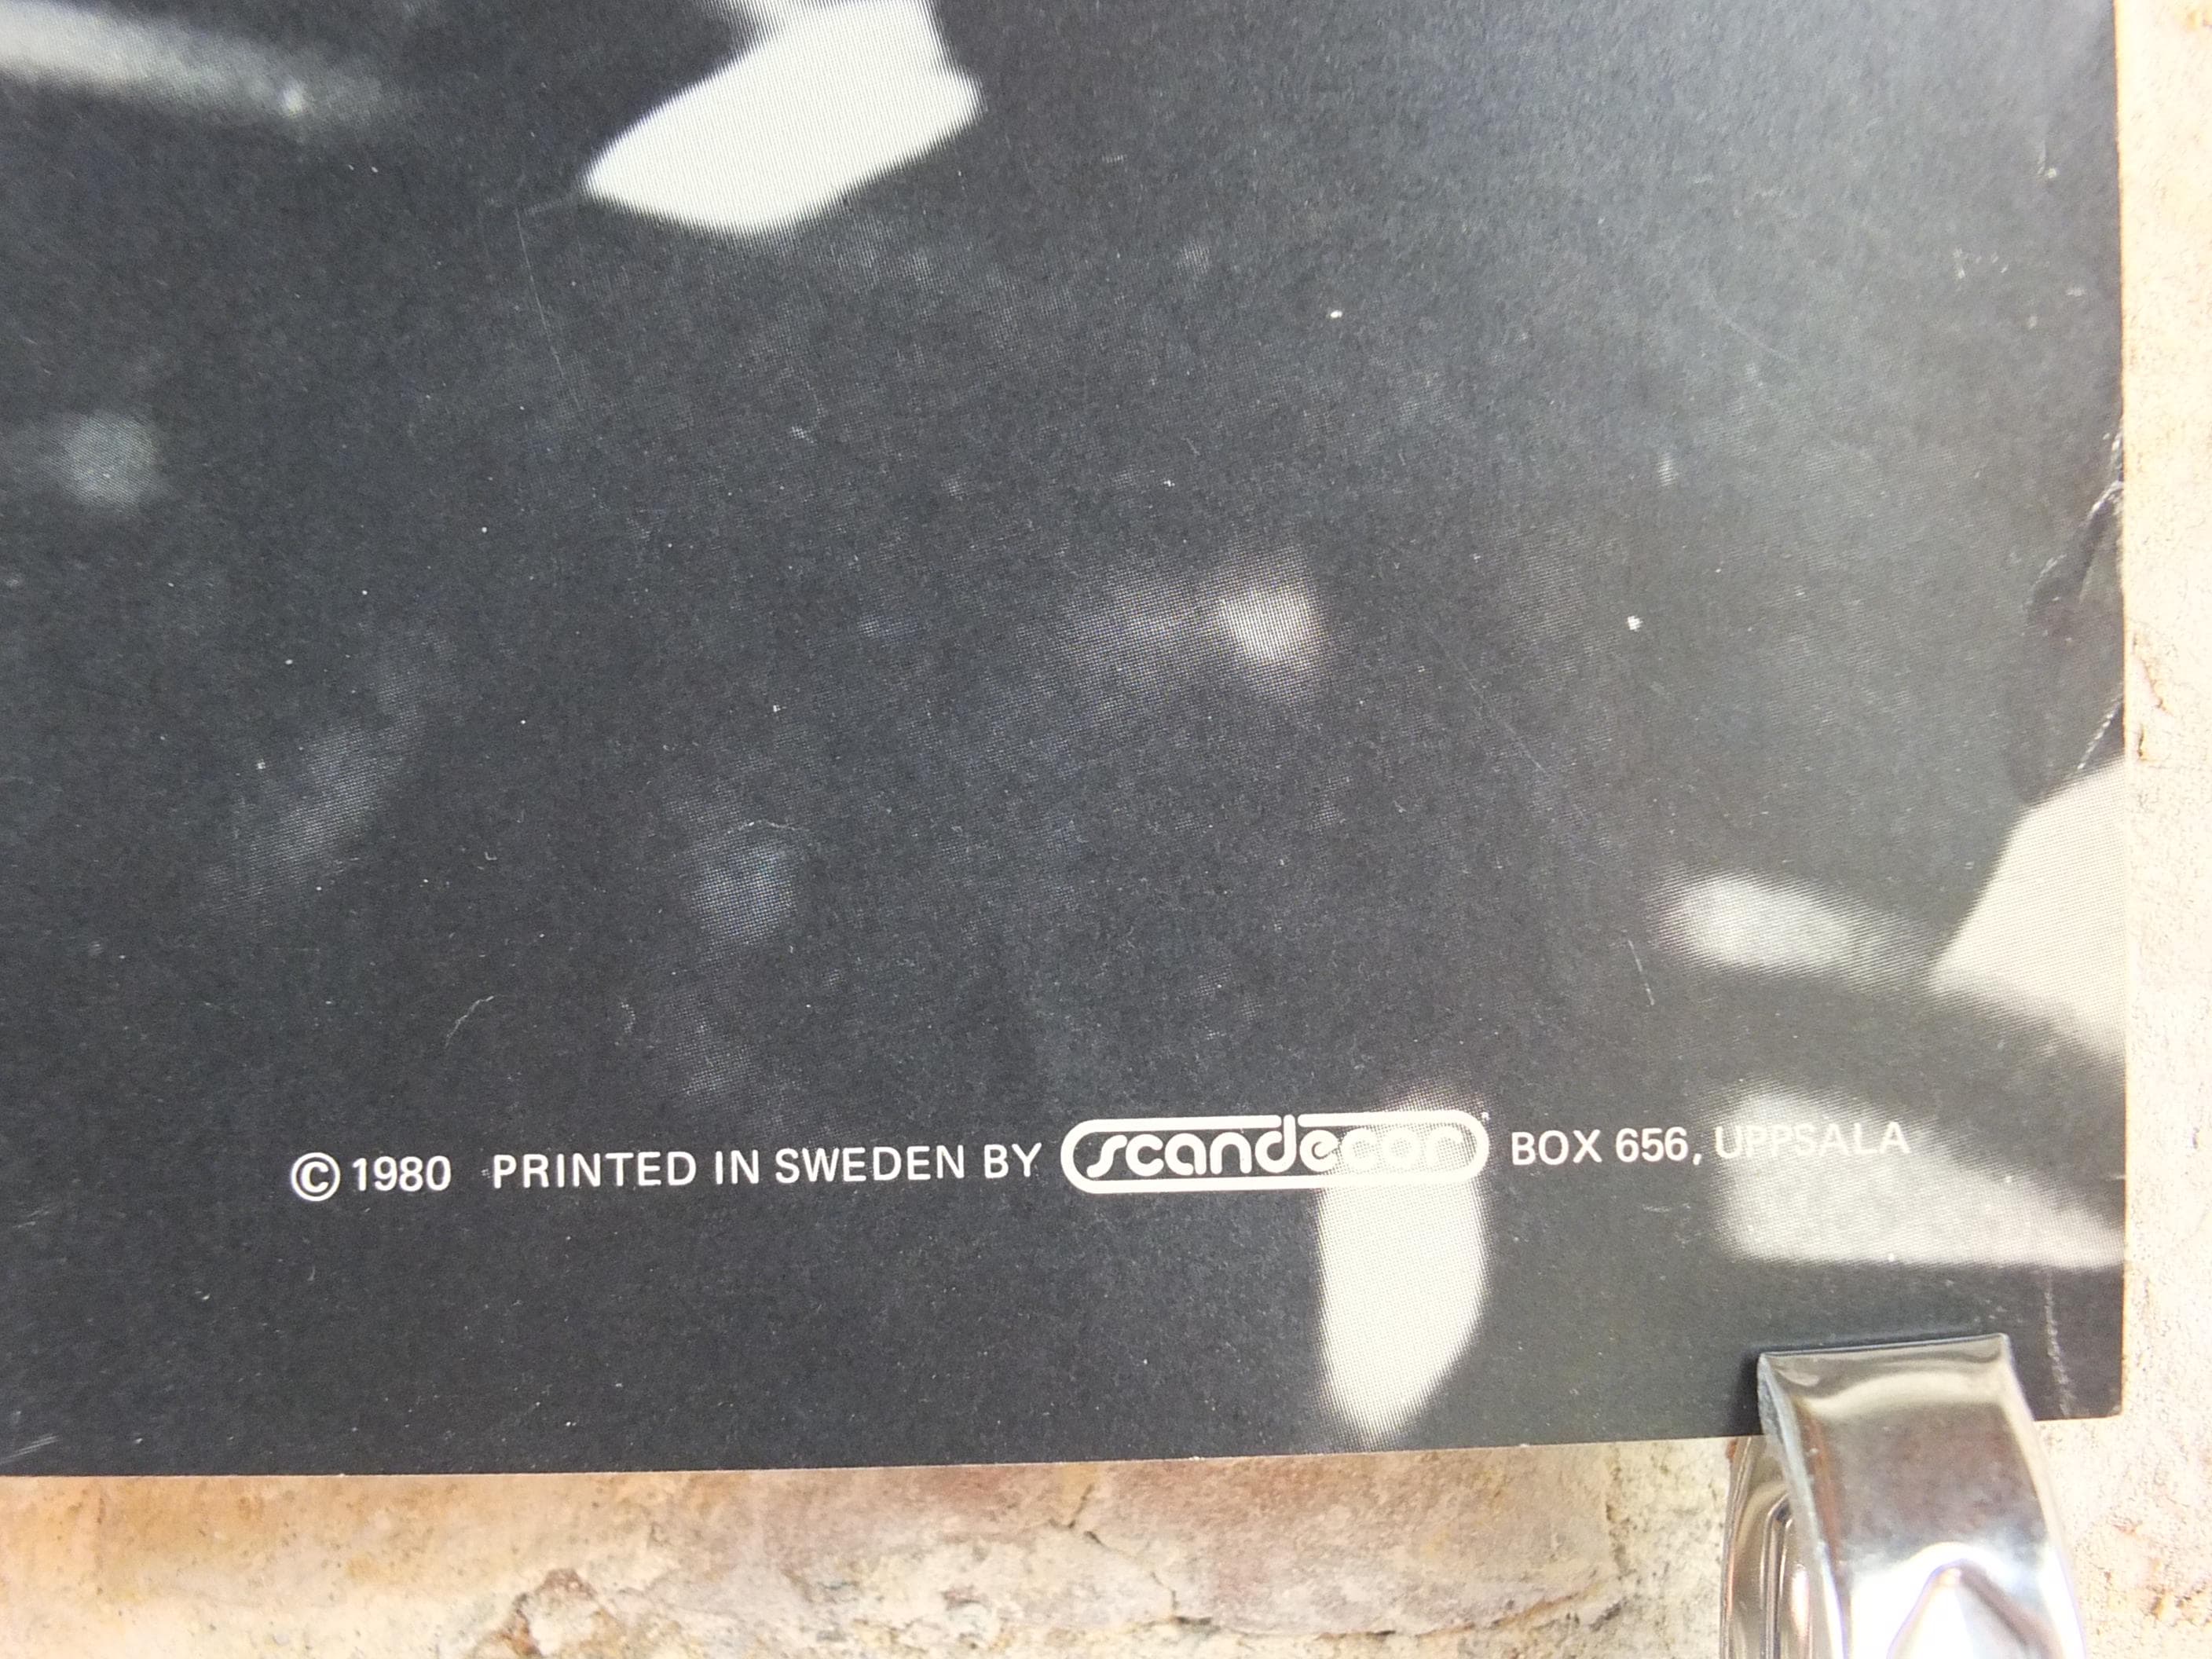 © 1980 PRINTED IN SWEDEN BY scandecor® BOX 656, UPPSALA